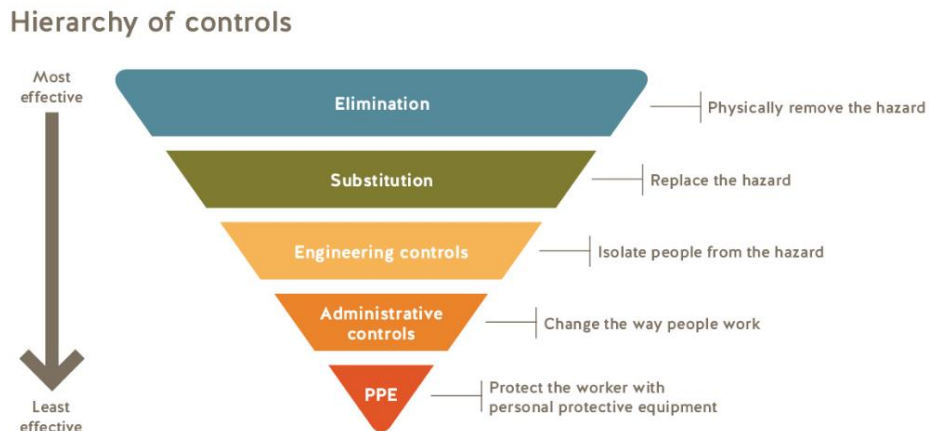 Hierarchy of controls
Most
effective
Elimination
Physically remove the hazard
Substitution
Replace the hazard
Engineering controls
Isolate people from the hazard
Administrative
controls
Change the way people work
PPE
Protect the worker with
personal protective equipment
Least
effective